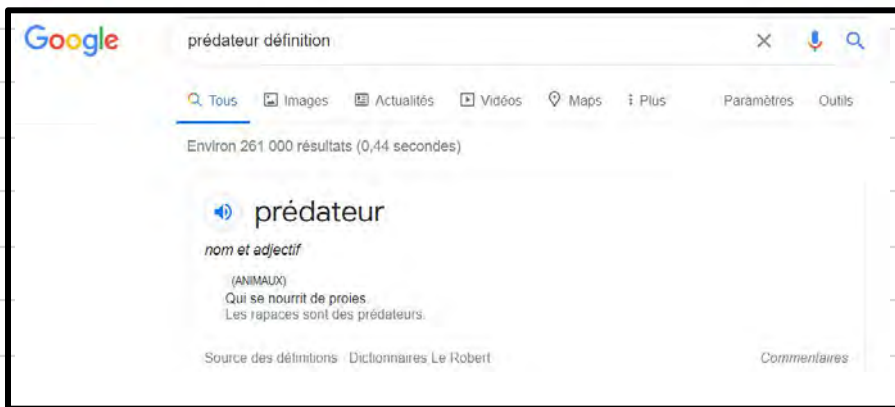 Google prédateur définition
Tous Images Actualités Vidéos Maps Plus Paramètres Outils
Environ 261 000 résultats (0,44 secondes)
prédateur
nom et adjectif
(ANIMAUX)
Qui se nourrit de proies.
Les rapaces sont des prédateurs.
Source des définitions Dictionnaires Le Robert Commentaires